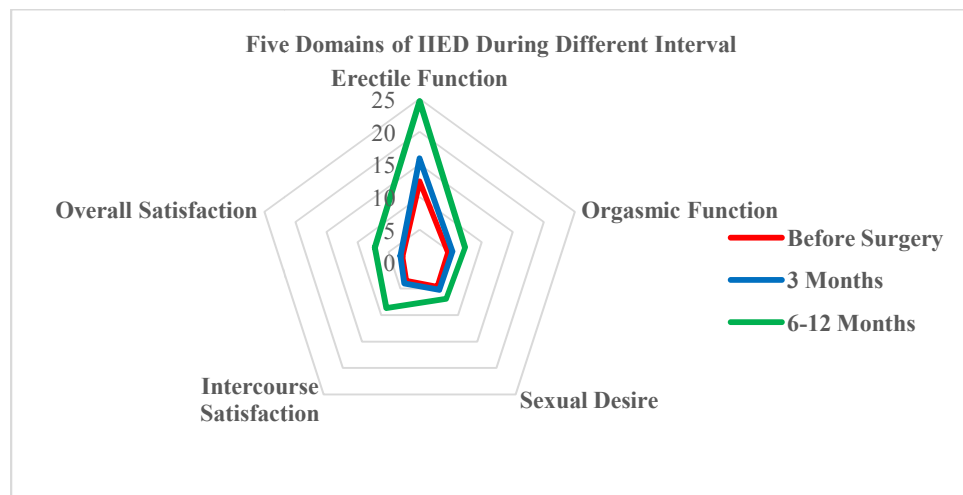 Five Domains of IIED During Different Interval
Erectile Function
25
20
15
10
5
0
Overall Satisfaction
Orgasmic Function
Intercourse
Satisfaction
Sexual Desire
Before Surgery
3 Months
6-12 Months